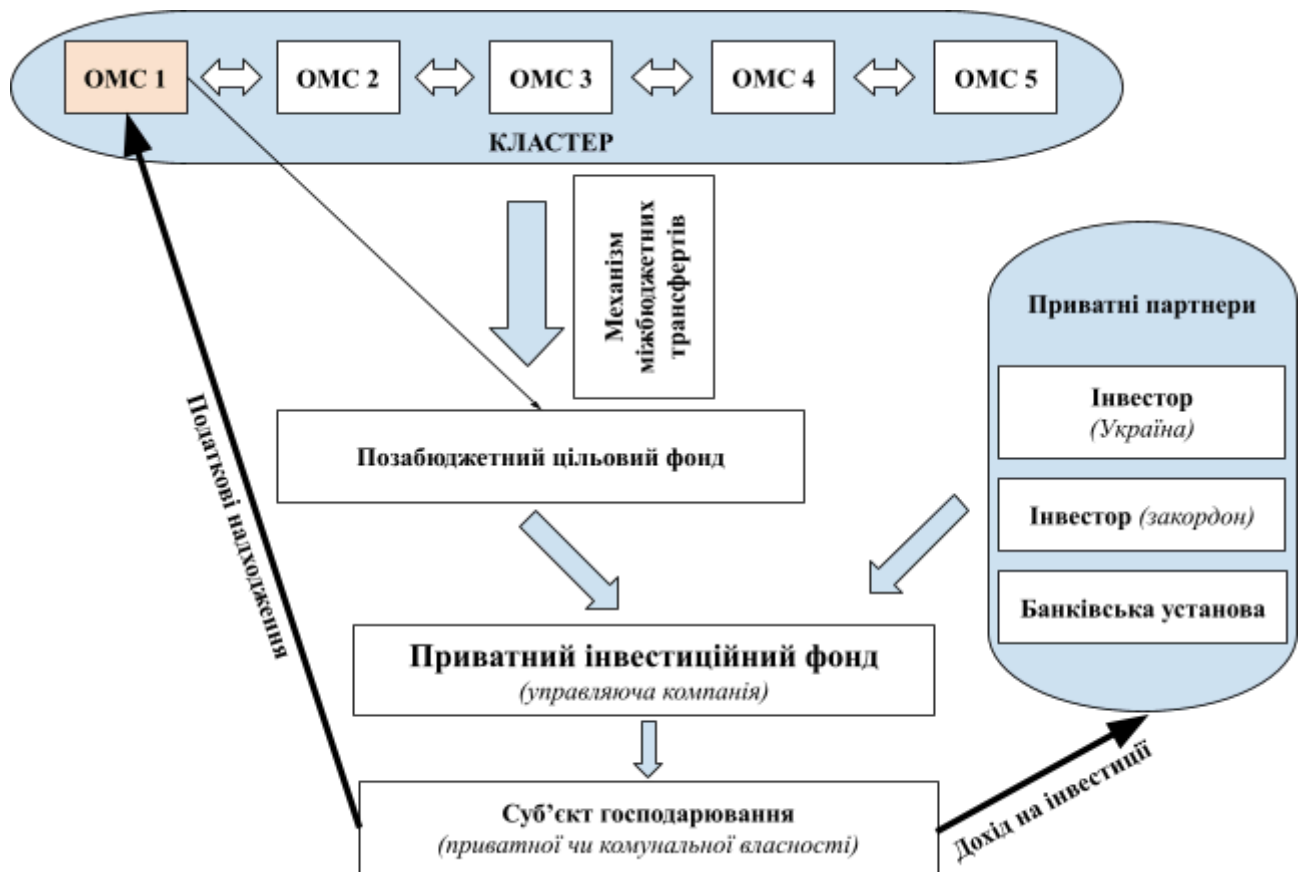 ОМС 1
ОМС 2
ОМС 3
ОМС 4
ОМС 5
КЛАСТЕР
Механізм
міжбюджетних
трансфертів
Приватні партнери
Інвестор
(Україна)
Інвестор (закордон)
Банківська установа
Позабюджетний цільовий фонд
Податкові надходження
Приватний інвестиційний фонд
(управляюча компанія)
Суб’єкт господарювання
(приватної чи комунальної власності)
Дохід на інвестиції